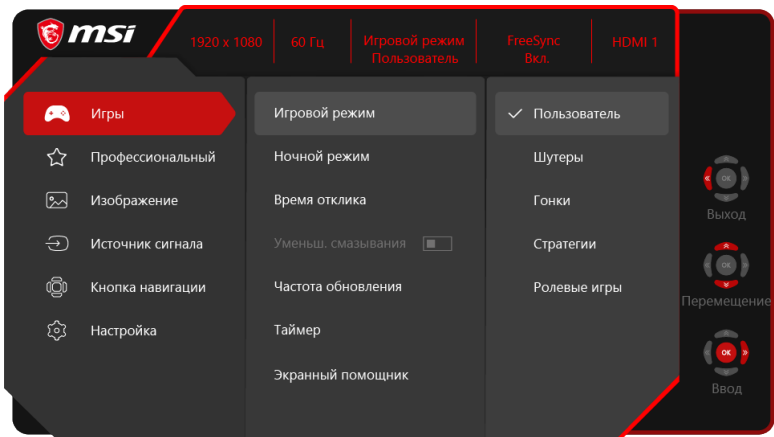 msi
1920 x 1080
60 Гц
Игровой режим
Пользователь
FreeSync
Вкл.
HDMI 1
Игры
Профессиональный
Изображение
Источник сигнала
Кнопка навигации
Настройка
Игровой режим
Ночной режим
Время отклика
Уменьш. смазывания
Частота обновления
Таймер
Экранный помощник
Пользователь
Шутеры
Гонки
Стратегии
Ролевые игры
OK
Выход
OK
Перемещение
OK
Ввод